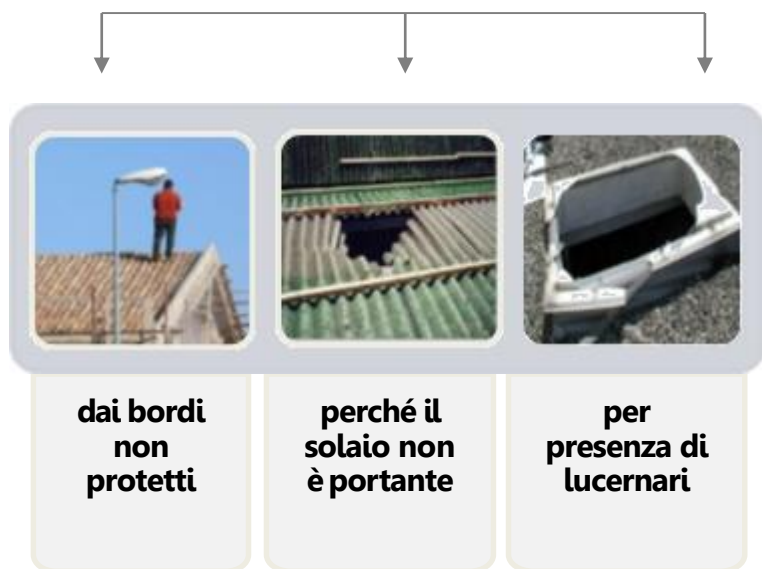 dai bordi
non
protetti
perché il
solaio non
è portante
per
presenza di
lucernari